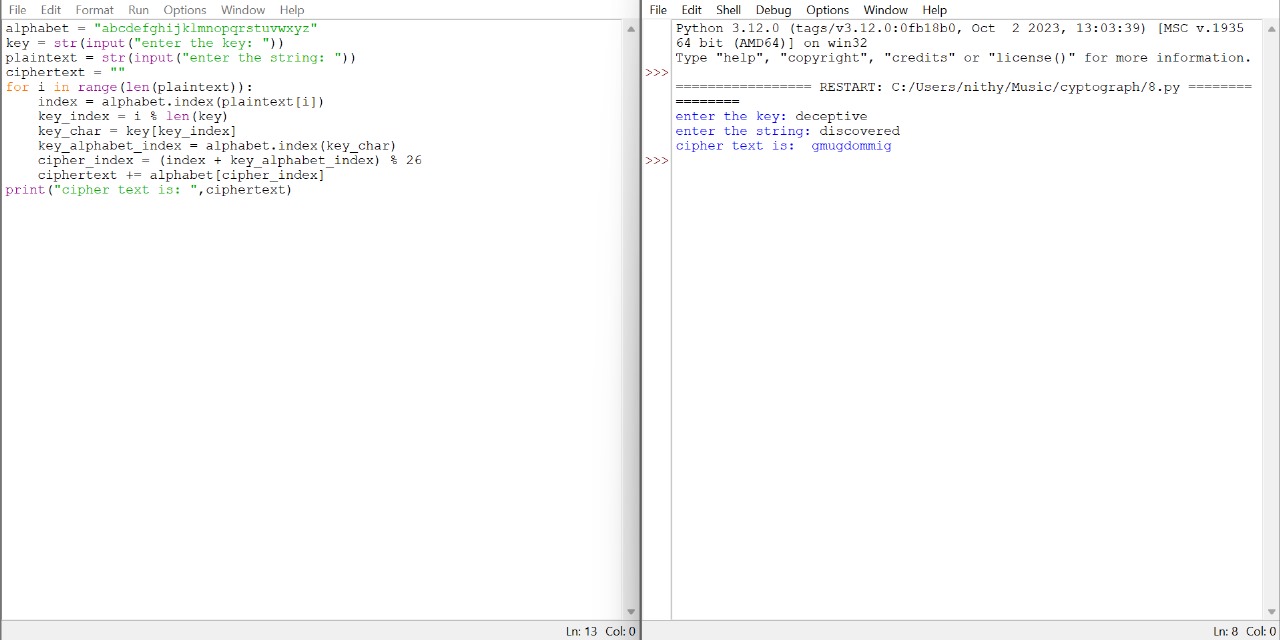 File Edit Format Run Options Window Help
alphabet = "abcdefghijklmnopqrstuvwxyz"
key = str(input("enter the key: "))
plaintext = str(input("enter the string: "))
ciphertext = ""
for i in range(len(plaintext)):
    index = alphabet.index(plaintext[i])
    key_index = i % len(key)
    key_char = key[key_index]
    key_alphabet_index = alphabet.index(key_char)
    cipher_index = (index + key_alphabet_index) % 26
    ciphertext += alphabet[cipher_index]
print("cipher text is: ",ciphertext)
Ln: 13 Col: 0
File Edit Shell Debug Options Window Help
Python 3.12.0 (tags/v3.12.0:0fb18b0, Oct  2 2023, 13:03:39) [MSC v.1935
64 bit (AMD64)] on win32
Type "help", "copyright", "credits" or "license()" for more information.
>>>
================= RESTART: C:/Users/nithy/Music/cyptograph/8.py ========
========
enter the key: deceptive
enter the string: discovered
cipher text is:  gmugdommig
>>>
Ln: 8 Col: 0